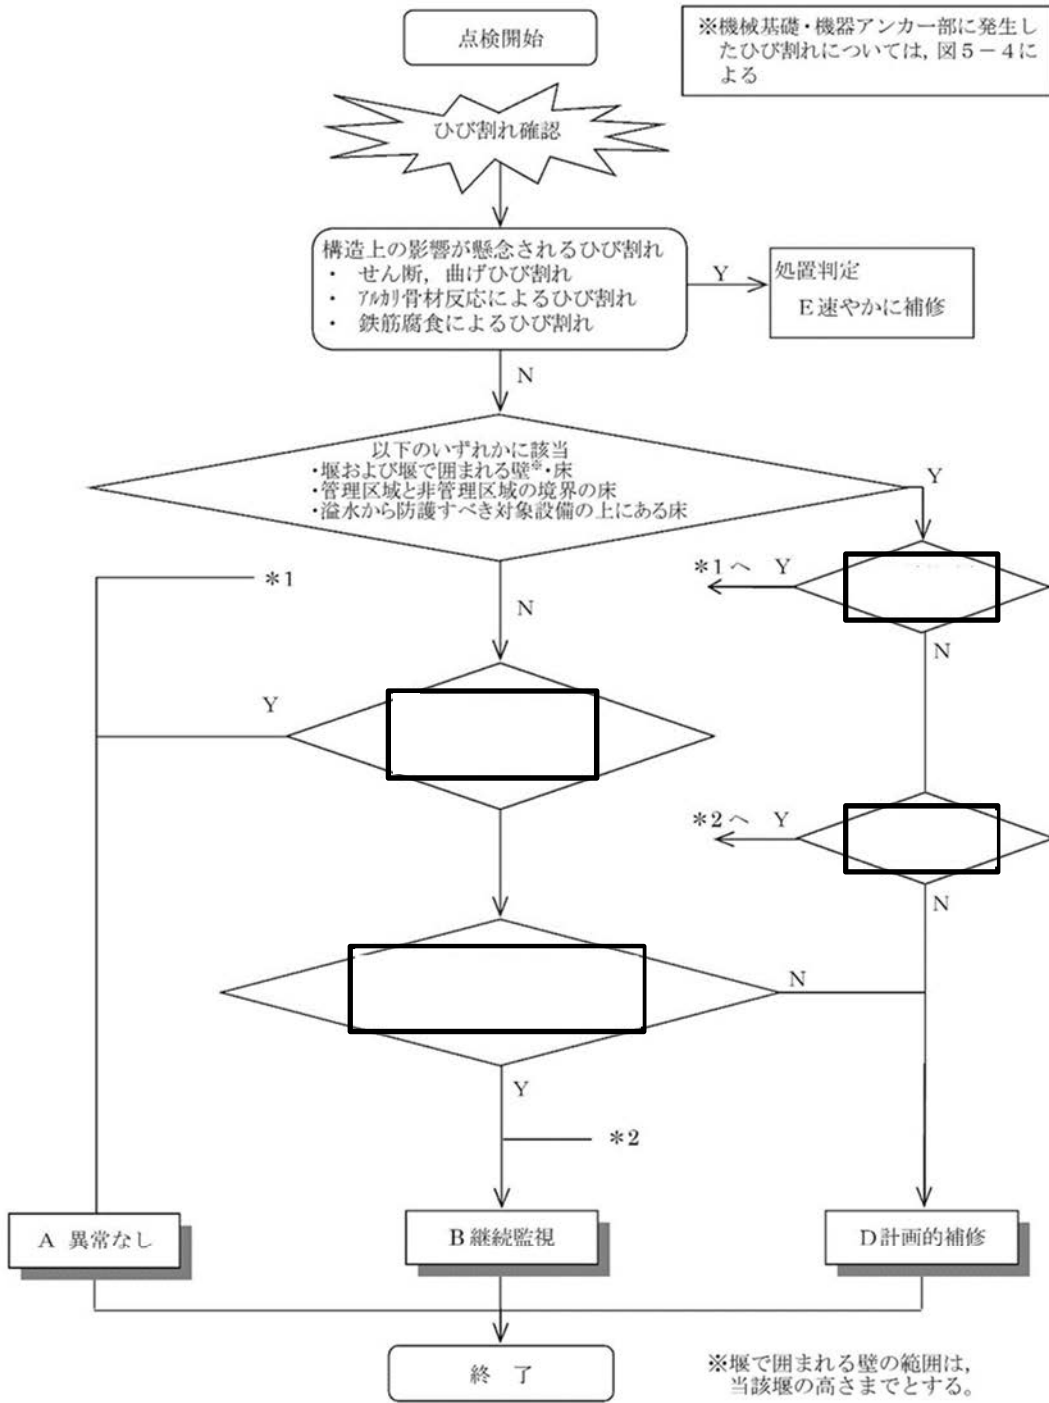 点検開始
※機械基礎・機器アンカー部に発生し
たひび割れについては，図５－４に
よる
ひび割れ確認
構造上の影響が懸念されるひび割れ
・ せん断，曲げひび割れ
・ ｱﾙｶﾘ骨材反応によるひび割れ
・ 鉄筋腐食によるひび割れ
Y
処置判定
E速やかに補修
N
以下のいずれかに該当
・堰および堰で囲まれる壁※・床
・管理区域と非管理区域の境界の床
・溢水から防護すべき対象設備の上にある床
Y
＊1
N
＊1へ Y
N
Y
＊2へ Y
N
N
Y
＊2
A 異常なし
B継続監視
D計画的補修
終 了
※堰で囲まれる壁の範囲は，
当該堰の高さまでとする。